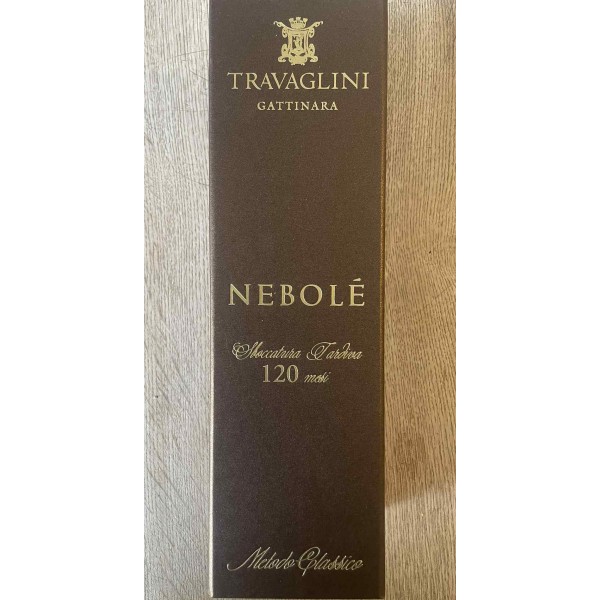 TRAVAGLINI
GATTINARA
NEBOLÉ
Sboccatura Tardiva
120 mesi
Metodo Classico